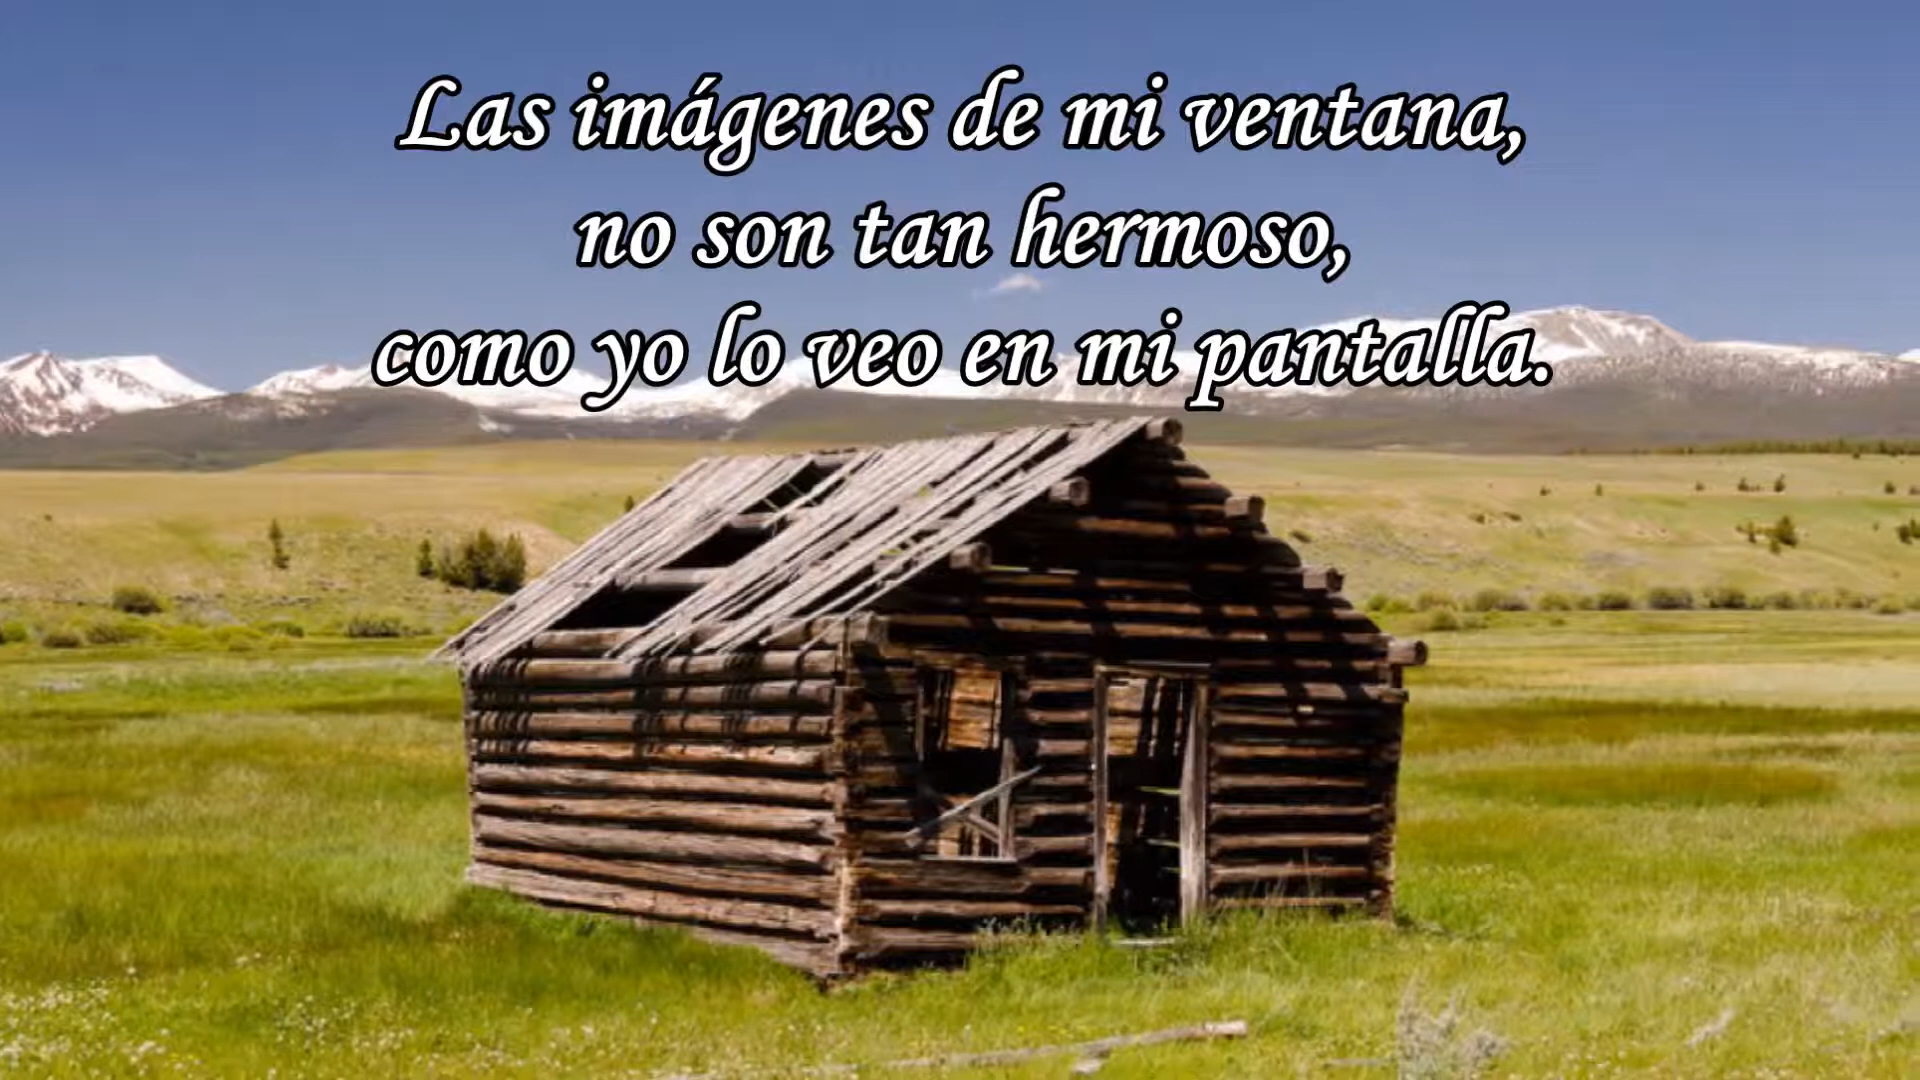 Las imágenes de mi ventana,
no son tan hermoso,
como yo lo veo en mi pantalla.